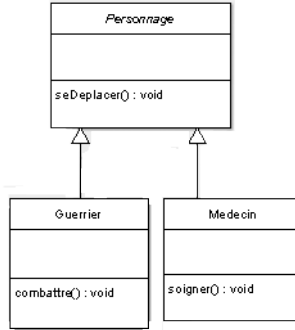 Personnage
seDeplacer() : void
Guerrier
combattre() : void
Medecin
soigner() : void